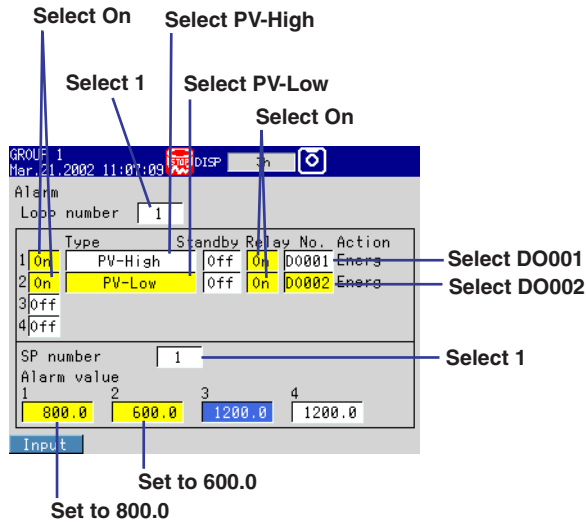 Select On
Select PV-High
Select 1
Select PV-Low
Select On
GROUP 1
Mar.21.2002 11:07:09 STOP DISP 3h
Alarm
Loop number 1
Type Standby Relay No. Action
1 On PV-High Off On DO001 Energ
Select DO001
2 On PV-Low Off On DO002 Energ
Select DO002
3 Off
4 Off
SP number 1
Select 1
Alarm value
1 2 3 4
800.0 600.0 1200.0 1200.0
Input
Set to 600.0
Set to 800.0